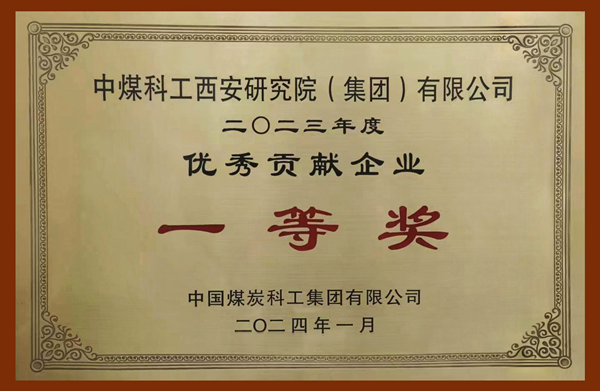 中煤科工西安研究院（集团）有限公司
二〇二三年度
优秀贡献企业
一等奖
中国煤炭科工集团有限公司
二〇二四年一月